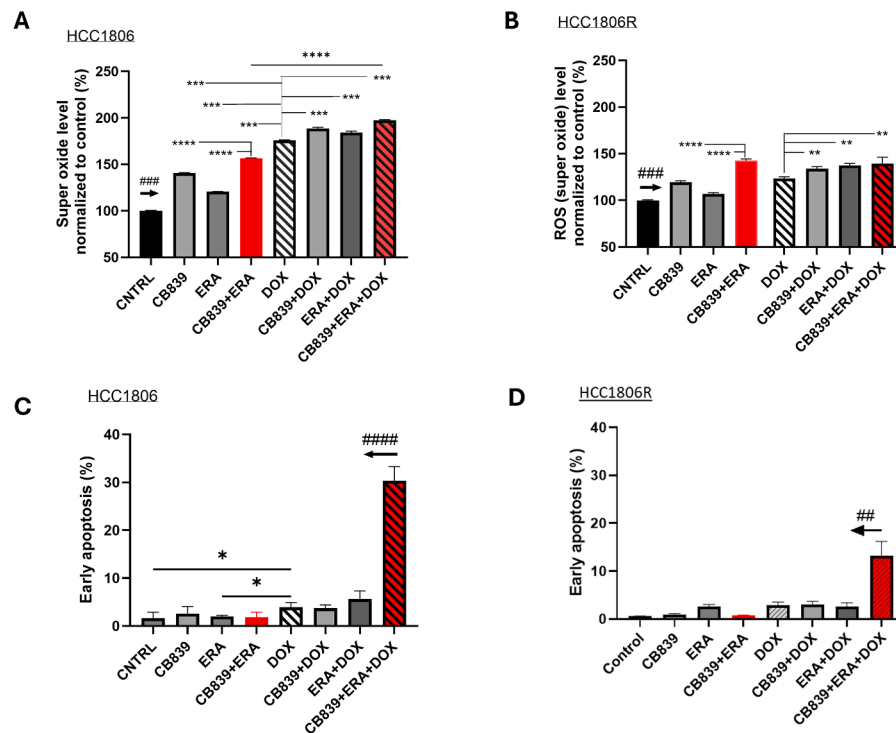 A
HCC1806
Super oxide level
normalized to control (%)
250
200
150
100
50
###
****
****
***
***
***
***
***
***
****
CNTRL
CB839
ERA
CB839+ERA
DOX
CB839+DOX
ERA+DOX
CB839+ERA+DOX
B
HCC1806R
ROS (super oxide) level
normalized to control (%)
250
200
150
100
50
###
****
****
**
**
**
CNTRL
CB839
ERA
CB839+ERA
DOX
CB839+DOX
ERA+DOX
CB839+ERA+DOX
C
HCC1806
Early apoptosis (%)
40
30
20
10
0
*
*
####
CNTRL
CB839
ERA
CB839+ERA
DOX
CB839+DOX
ERA+DOX
CB839+ERA+DOX
D
HCC1806R
Early apoptosis (%)
40
30
20
10
0
##
Control
CB839
ERA
CB839+ERA
DOX
CB839+DOX
ERA+DOX
CB839+ERA+DOX